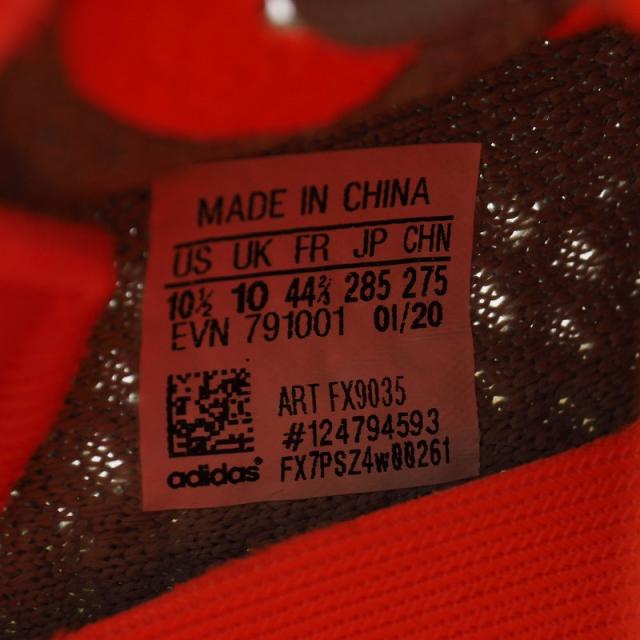 MADE IN CHINA
US UK FR JP CHN
10½ 10 44⅔ 285 275
EVN 791001 01/20
ART FX9035
#124794593
FX7PSZ4W00261
adidas